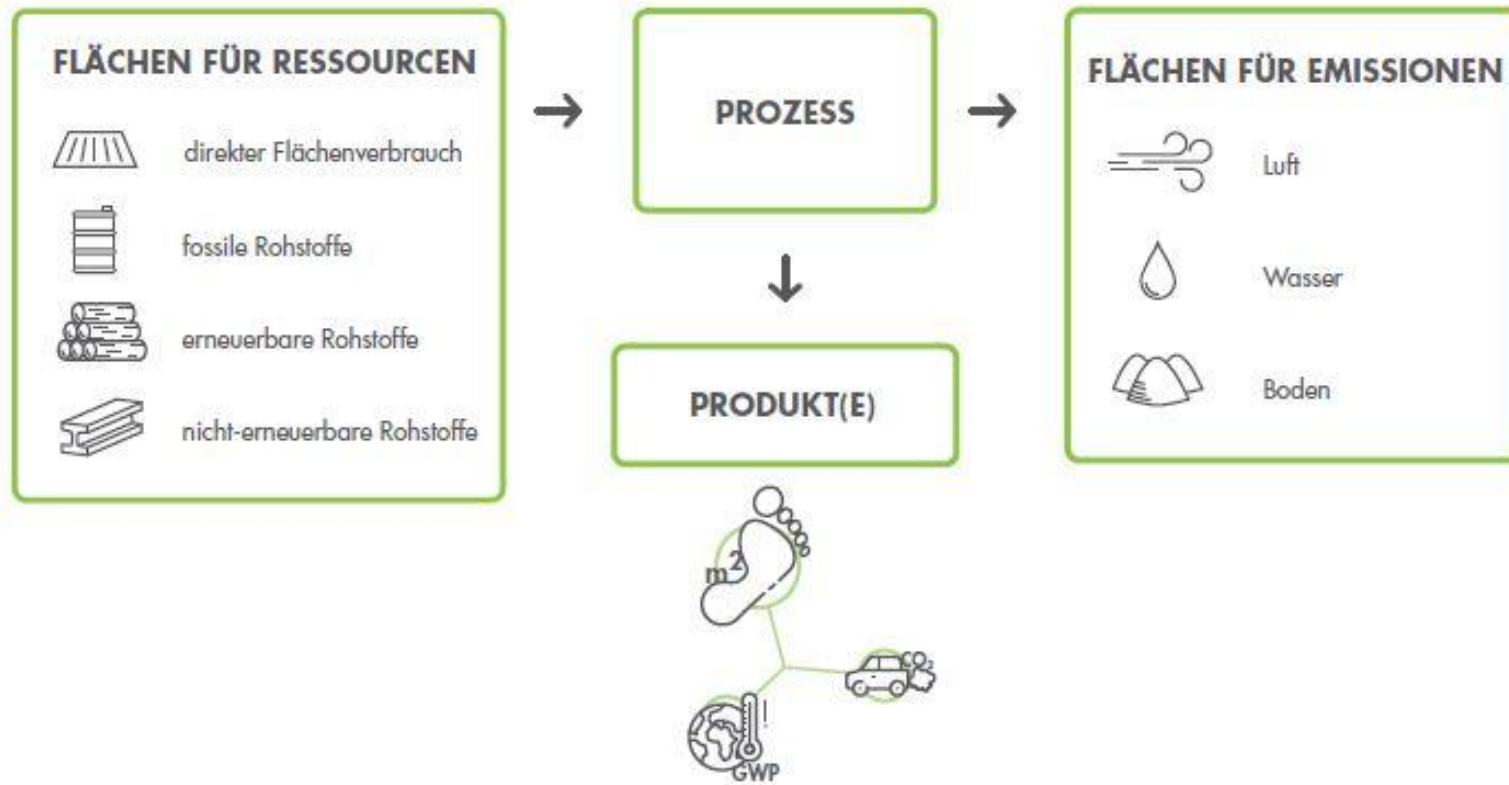 FLÄCHEN FÜR RESSOURCEN
direkter Flächenverbrauch
fossile Rohstoffe
erneuerbare Rohstoffe
nicht-erneuerbare Rohstoffe
PROZESS
PRODUKT(E)
m²
CO₂
GWP
FLÄCHEN FÜR EMISSIONEN
Luft
Wasser
Boden